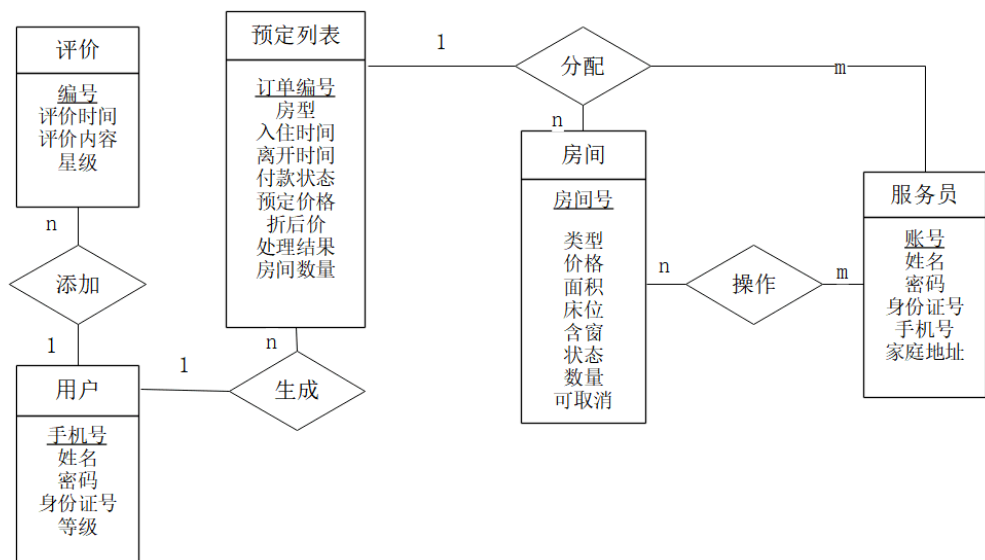 评价
编号
评价时间
评价内容
星级
n
添加
1
用户
手机号
姓名
密码
身份证号
等级
1
生成
n
预定列表
订单编号
房型
入住时间
离开时间
付款状态
预定价格
折后价
处理结果
房间数量
1
分配
m
n
房间
房间号
类型
价格
面积
床位
含窗
状态
数量
可取消
n
操作
m
服务员
账号
姓名
密码
身份证号
手机号
家庭地址